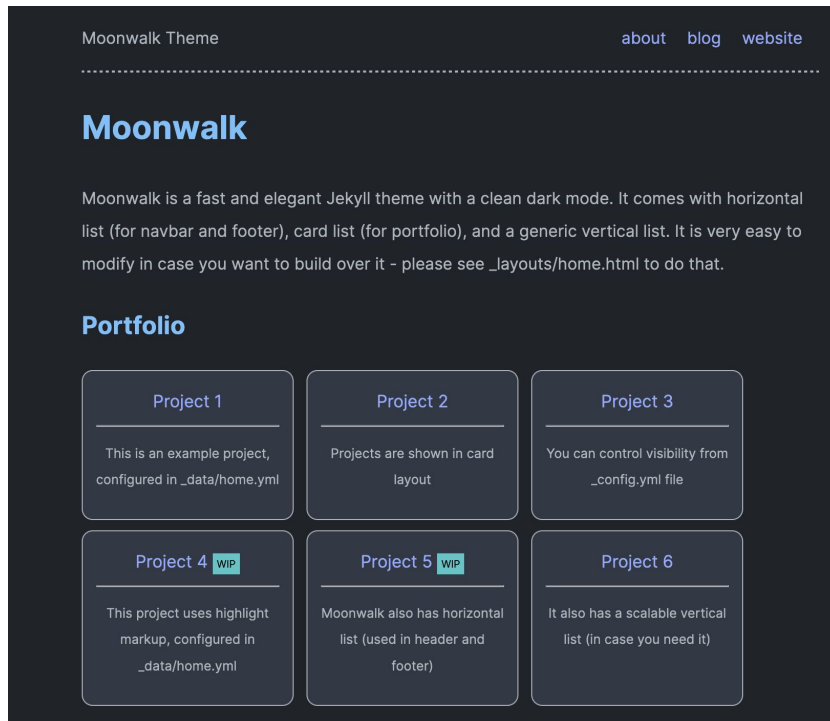 Moonwalk Theme
about blog website
Moonwalk
Moonwalk is a fast and elegant Jekyll theme with a clean dark mode. It comes with horizontal
list (for navbar and footer), card list (for portfolio), and a generic vertical list. It is very easy to
modify in case you want to build over it - please see _layouts/home.html to do that.
Portfolio
Project 1
This is an example project,
configured in _data/home.yml
Project 2
Projects are shown in card
layout
Project 3
You can control visibility from
_config.yml file
Project 4 WIP
This project uses highlight
markup, configured in
_data/home.yml
Project 5 WIP
Moonwalk also has horizontal
list (used in header and
footer)
Project 6
It also has a scalable vertical
list (in case you need it)